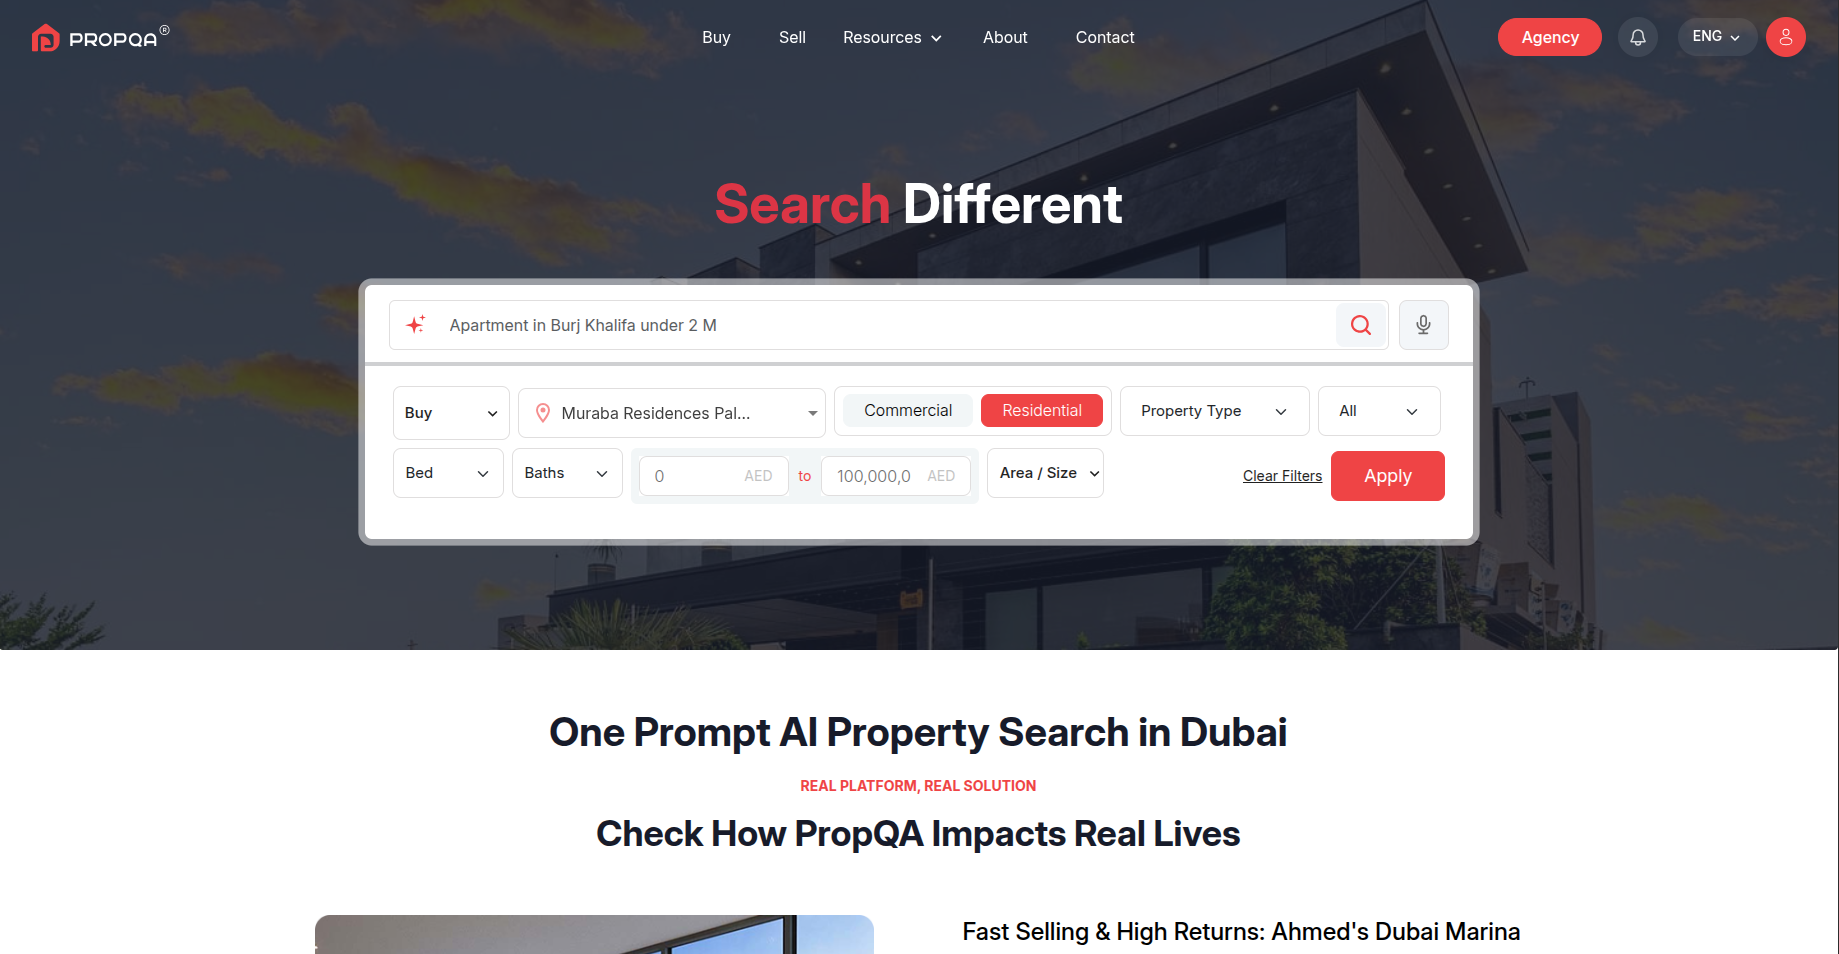 PROPQA®
Buy
Sell
Resources
About
Contact
Agency
ENG
Search Different
Apartment in Burj Khalifa under 2 M
Buy
Muraba Residences Pal...
Commercial
Residential
Property Type
All
Bed
Baths
0
AED
to
100,000,0
AED
Area / Size
Clear Filters
Apply
One Prompt AI Property Search in Dubai
REAL PLATFORM, REAL SOLUTION
Check How PropQA Impacts Real Lives
Fast Selling & High Returns: Ahmed's Dubai Marina